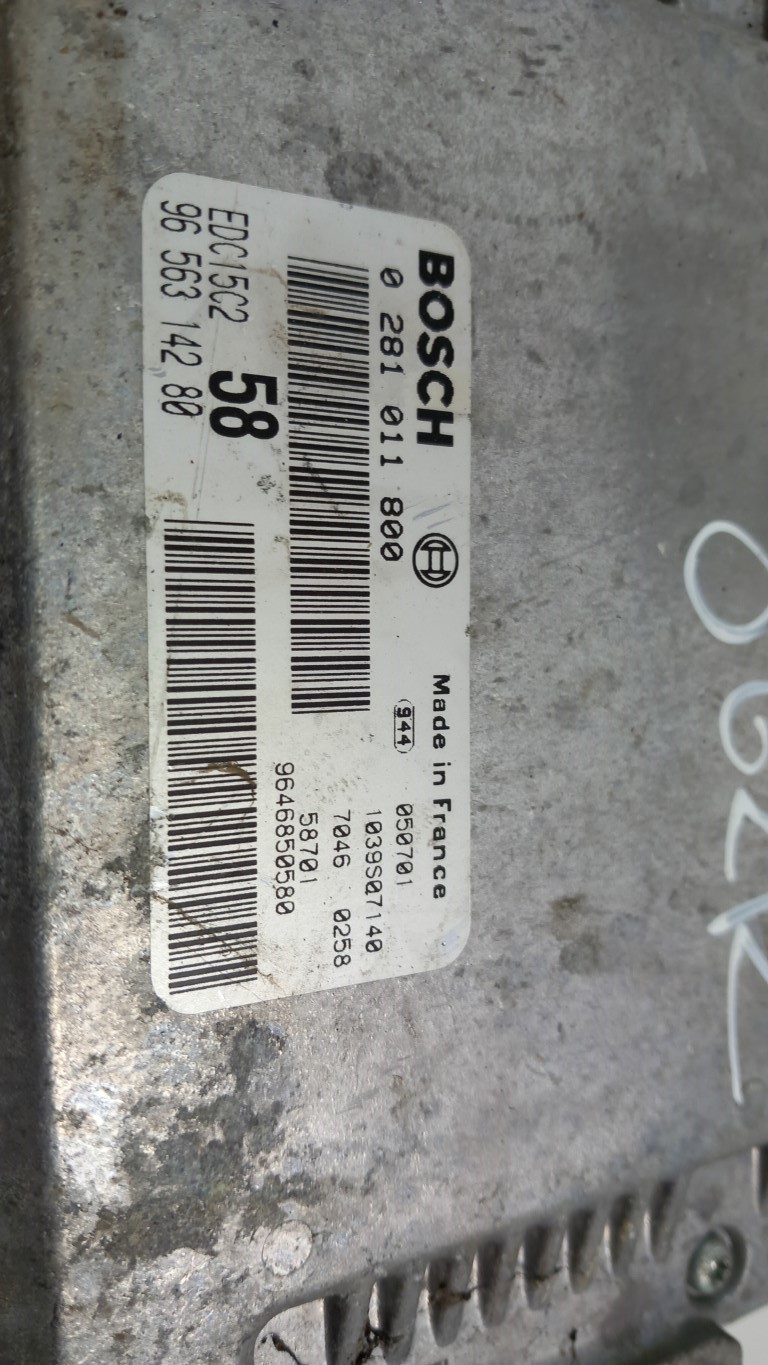 BOSCH
Made in France
0 281 011 800
944
050701
1039S07140
7046 0258
58701
9646850580
EDC15C2
58
96 563 142 80